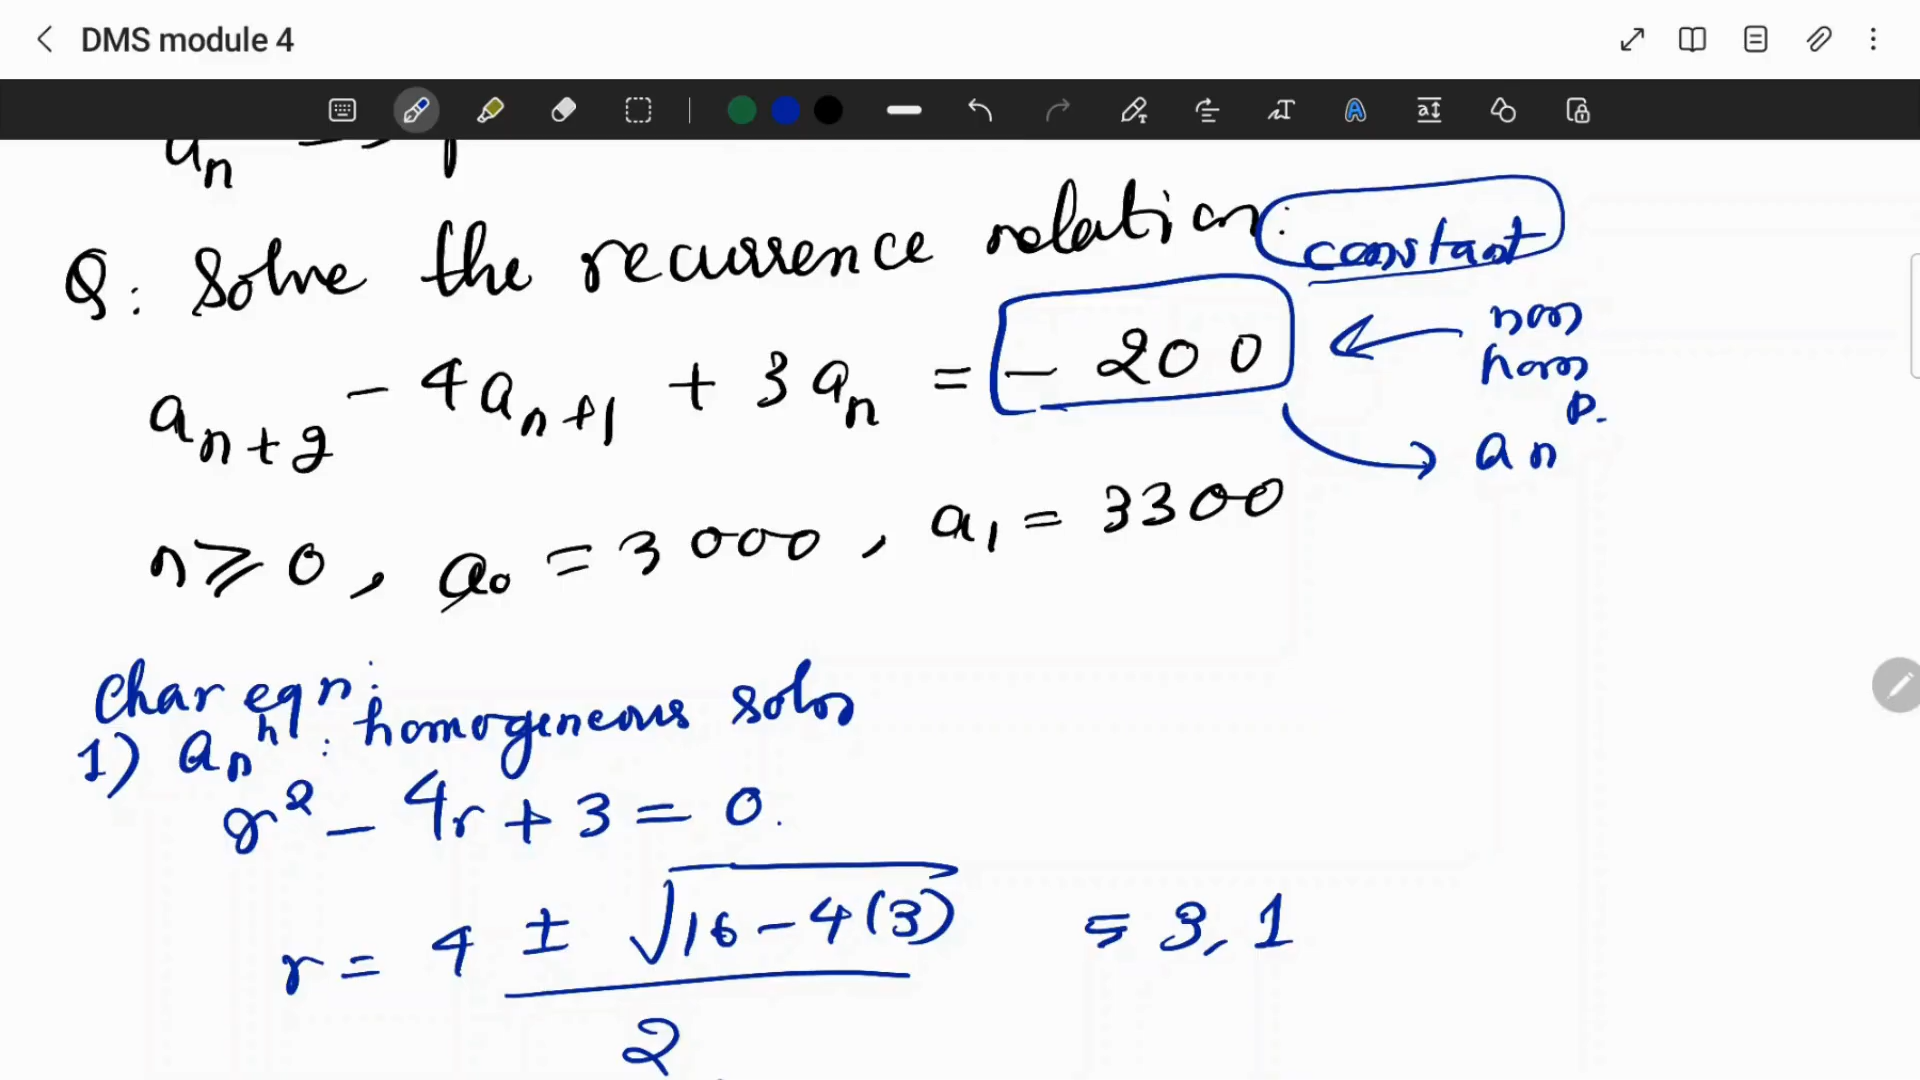 DMS module 4
an
Q: Solve the recurrence relation: constant
an+2 - 4an+1 + 3an = - 200
non
hom
p.
an
n ≥ 0, a0 = 3000, a1 = 3300
Char eqn:
1) an^h : homogeneous soln
r² - 4r + 3 = 0.
r = 4 ± √16 - 4(3) = 3, 1
2